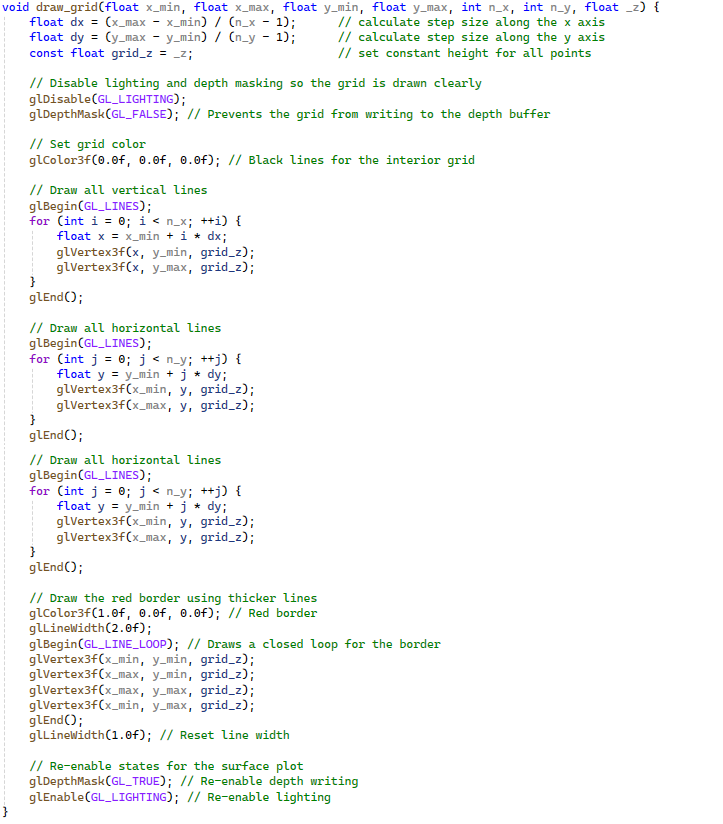 void draw_grid(float x_min, float x_max, float y_min, float y_max, int n_x, int n_y, float _z) {
    float dx = (x_max - x_min) / (n_x - 1);      // calculate step size along the x axis
    float dy = (y_max - y_min) / (n_y - 1);      // calculate step size along the y axis
    const float grid_z = _z;                     // set constant height for all points

    // Disable lighting and depth masking so the grid is drawn clearly
    glDisable(GL_LIGHTING);
    glDepthMask(GL_FALSE); // Prevents the grid from writing to the depth buffer

    // Set grid color
    glColor3f(0.0f, 0.0f, 0.0f); // Black lines for the interior grid

    // Draw all vertical lines
    glBegin(GL_LINES);
    for (int i = 0; i < n_x; ++i) {
        float x = x_min + i * dx;
        glVertex3f(x, y_min, grid_z);
        glVertex3f(x, y_max, grid_z);
    }
    glEnd();

    // Draw all horizontal lines
    glBegin(GL_LINES);
    for (int j = 0; j < n_y; ++j) {
        float y = y_min + j * dy;
        glVertex3f(x_min, y, grid_z);
        glVertex3f(x_max, y, grid_z);
    }
    glEnd();

    // Draw all horizontal lines
    glBegin(GL_LINES);
    for (int j = 0; j < n_y; ++j) {
        float y = y_min + j * dy;
        glVertex3f(x_min, y, grid_z);
        glVertex3f(x_max, y, grid_z);
    }
    glEnd();

    // Draw the red border using thicker lines
    glColor3f(1.0f, 0.0f, 0.0f); // Red border
    glLineWidth(2.0f);
    glBegin(GL_LINE_LOOP); // Draws a closed loop for the border
    glVertex3f(x_min, y_min, grid_z);
    glVertex3f(x_max, y_min, grid_z);
    glVertex3f(x_max, y_max, grid_z);
    glVertex3f(x_min, y_max, grid_z);
    glEnd();
    glLineWidth(1.0f); // Reset line width

    // Re-enable states for the surface plot
    glDepthMask(GL_TRUE); // Re-enable depth writing
    glEnable(GL_LIGHTING); // Re-enable lighting
}